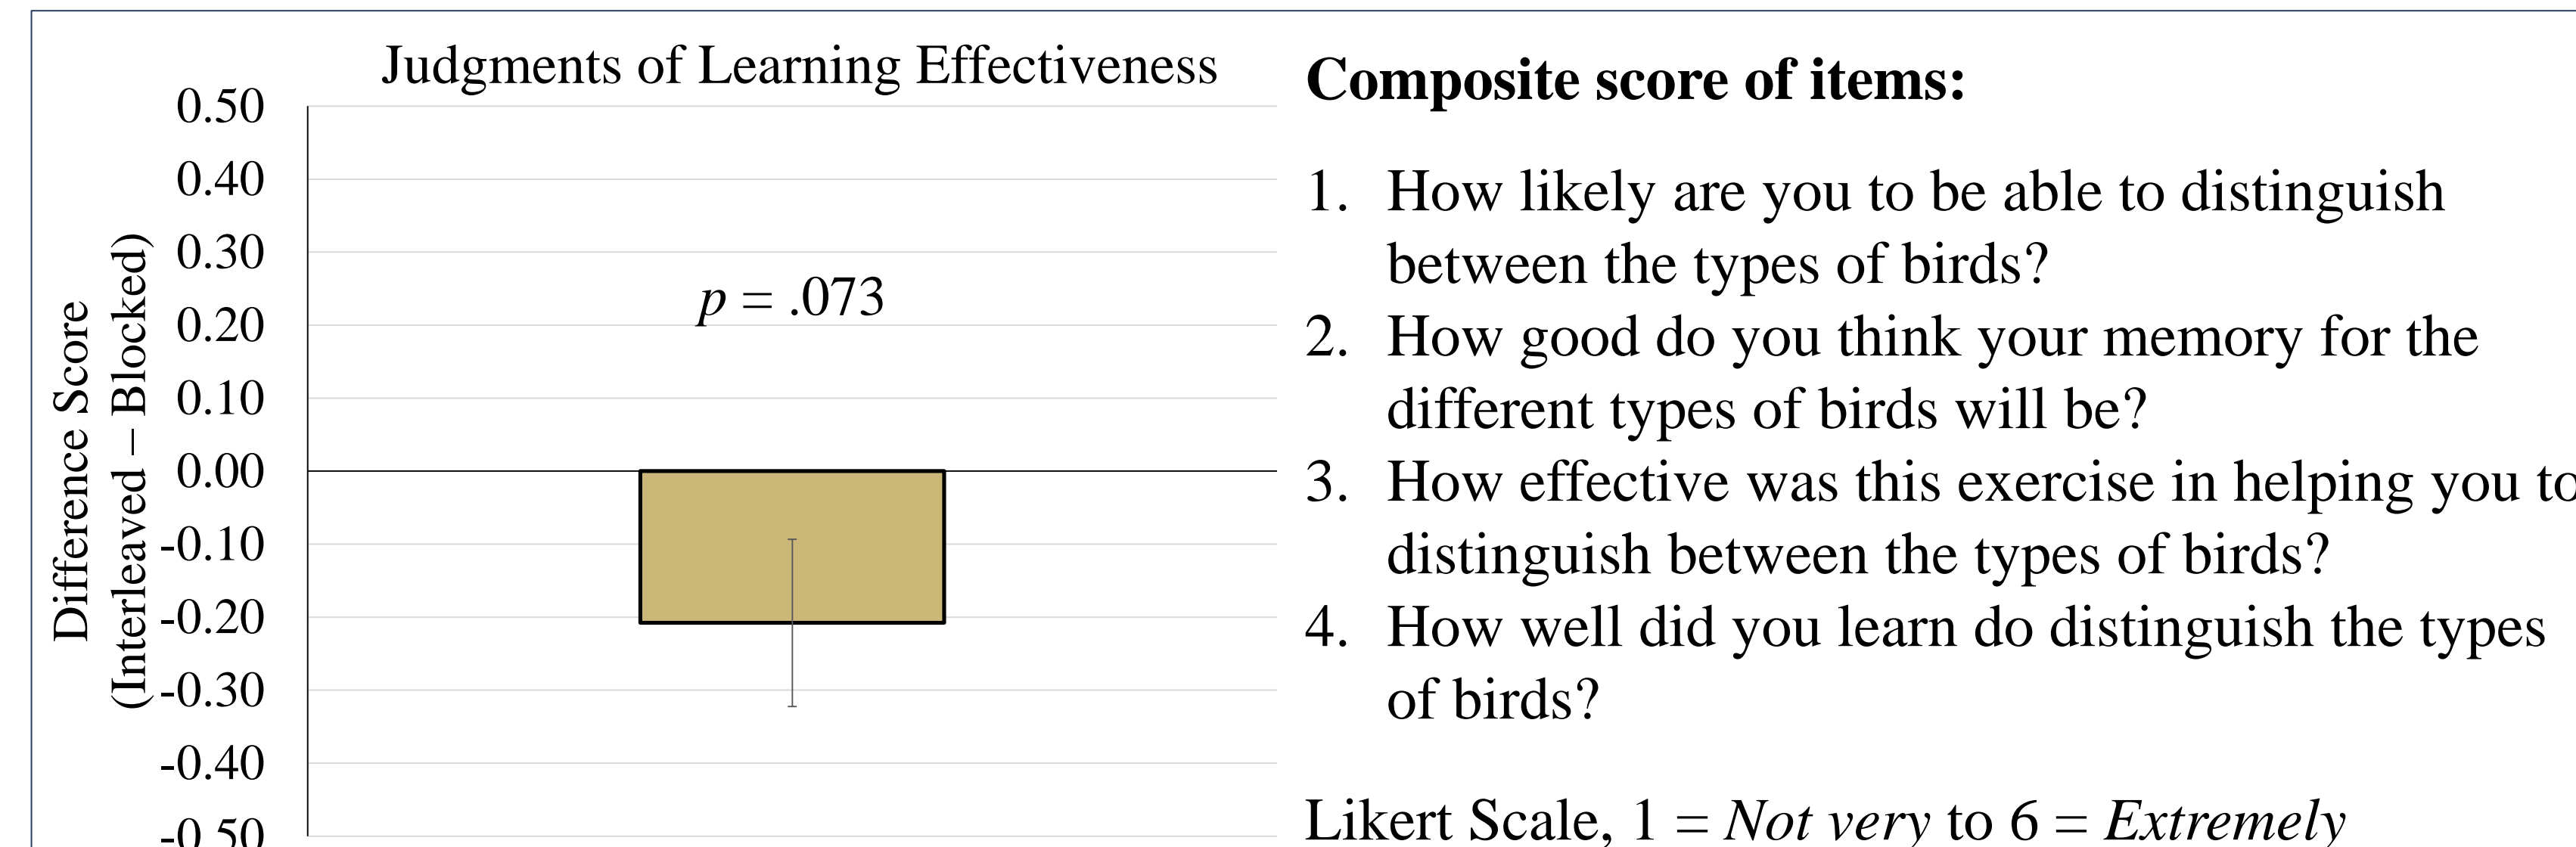 Judgments of Learning Effectiveness
0.50
0.40
0.30
0.20
0.10
0.00
-0.10
-0.20
-0.30
-0.40
-0.50
Difference Score
(Interleaved – Blocked)
p = .073
Composite score of items:
1. How likely are you to be able to distinguish
between the types of birds?
2. How good do you think your memory for the
different types of birds will be?
3. How effective was this exercise in helping you to
distinguish between the types of birds?
4. How well did you learn do distinguish the types
of birds?
Likert Scale, 1 = Not very to 6 = Extremely